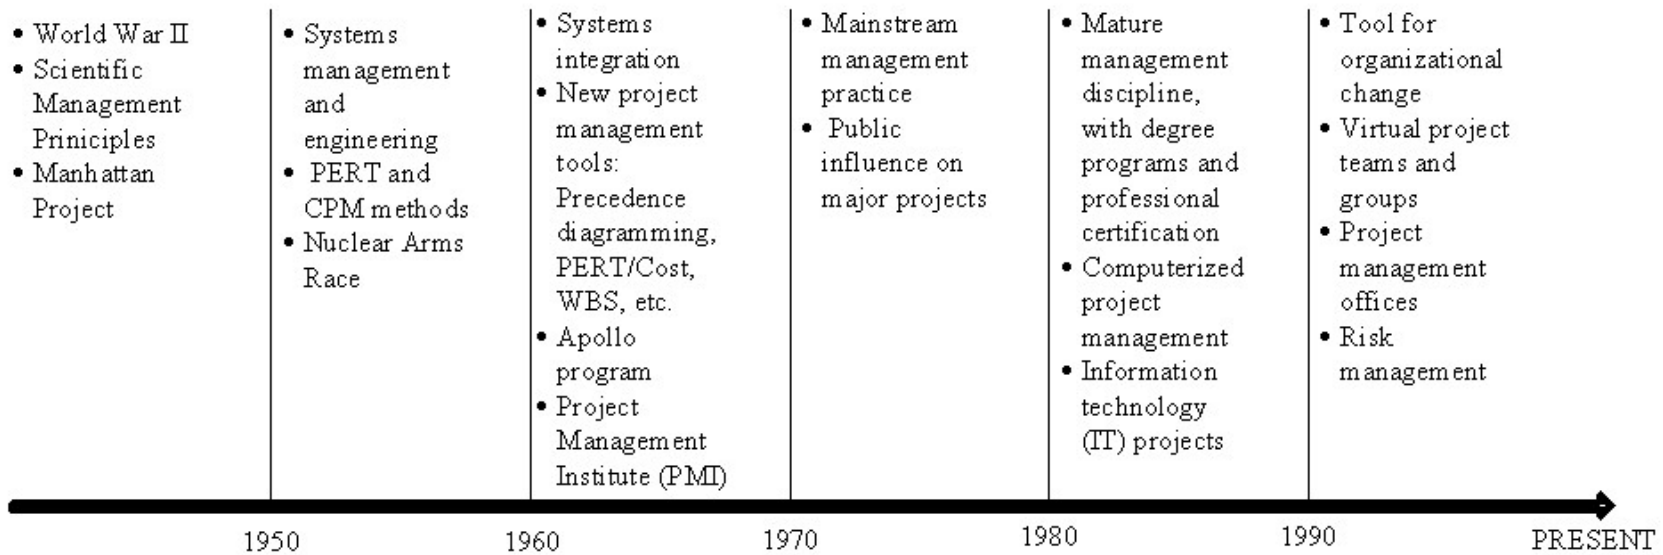 • World War II
• Scientific
Management
Priniciples
• Manhattan
Project
• Systems
management
and
engineering
• PERT and
CPM methods
• Nuclear Arms
Race
• Systems
integration
• New project
management
tools:
Precedence
diagramming,
PERT/Cost,
WBS, etc.
• Apollo
program
• Project
Management
Institute (PMI)
• Mainstream
management
practice
• Public
influence on
major projects
• Mature
management
discipline,
with degree
programs and
professional
certification
• Computerized
project
management
• Information
technology
(IT) projects
• Tool for
organizational
change
• Virtual project
teams and
groups
• Project
management
offices
• Risk
management
1950
1960
1970
1980
1990
PRESENT